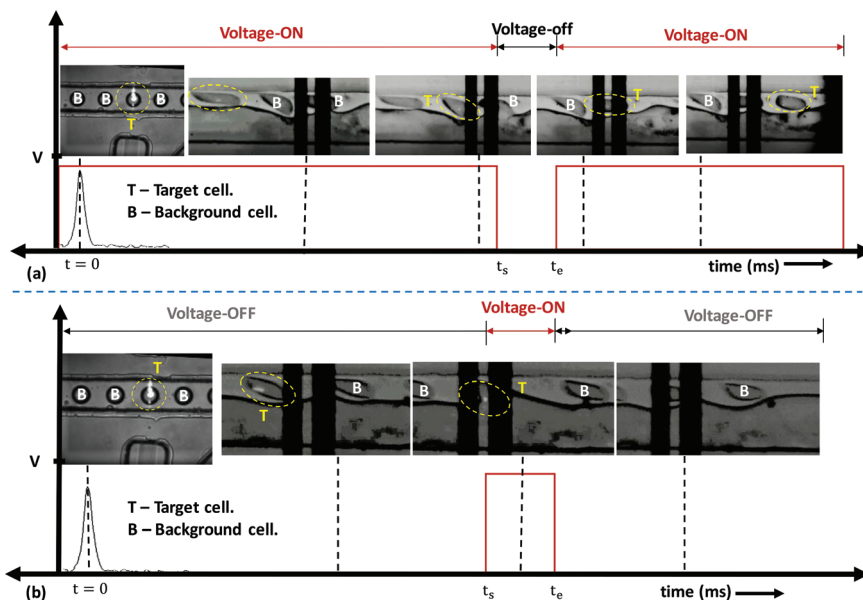 Voltage-ON Voltage-off Voltage-ON
B B T B B B B T B B T B T
T
V
T – Target cell.
B – Background cell.
t = 0 tₛ tₑ time (ms)
(a)
Voltage-OFF Voltage-ON Voltage-OFF
T
B B B T B B T B B
V
T – Target cell.
B – Background cell.
t = 0 tₛ tₑ time (ms)
(b)